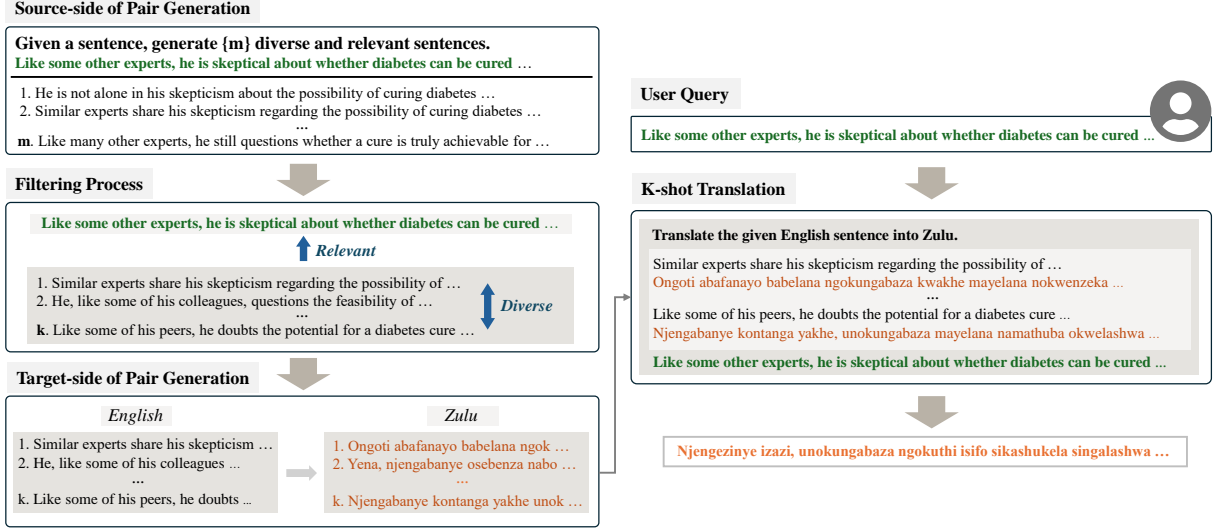 Source-side of Pair Generation
Given a sentence, generate {m} diverse and relevant sentences.
Like some other experts, he is skeptical about whether diabetes can be cured …
1. He is not alone in his skepticism about the possibility of curing diabetes …
2. Similar experts share his skepticism regarding the possibility of curing diabetes …
...
m. Like many other experts, he still questions whether a cure is truly achievable for …
Filtering Process
Like some other experts, he is skeptical about whether diabetes can be cured …
Relevant
1. Similar experts share his skepticism regarding the possibility of …
2. He, like some of his colleagues, questions the feasibility of …
...
k. Like some of his peers, he doubts the potential for a diabetes cure …
Diverse
Target-side of Pair Generation
English
1. Similar experts share his skepticism …
2. He, like some of his colleagues ...
...
k. Like some of his peers, he doubts ...
Zulu
1. Ongoti abafanayo babelana ngok …
2. Yena, njengabanye osebenza nabo …
...
k. Njengabanye kontanga yakhe unok …
User Query
Like some other experts, he is skeptical about whether diabetes can be cured ...
K-shot Translation
Translate the given English sentence into Zulu.
Similar experts share his skepticism regarding the possibility of …
Ongoti abafanayo babelana ngokungabaza kwakhe mayelana nokwenzeka ...
...
Like some of his peers, he doubts the potential for a diabetes cure ...
Njengabanye kontanga yakhe, unokungabaza mayelana namathuba okwelashwa ...
Like some other experts, he is skeptical about whether diabetes can be cured ...
Njengezinye izazi, unokungabaza ngokuthi isifo sikashukela singalashwa …